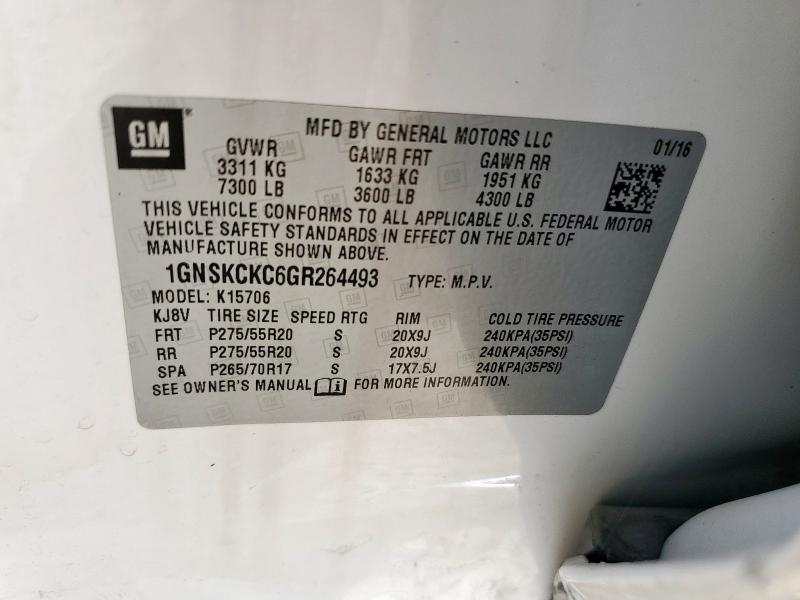 GM
MFD BY GENERAL MOTORS LLC
01/16
GVWR GAWR FRT GAWR RR
3311 KG 1633 KG 1951 KG
7300 LB 3600 LB 4300 LB
THIS VEHICLE CONFORMS TO ALL APPLICABLE U.S. FEDERAL MOTOR
VEHICLE SAFETY STANDARDS IN EFFECT ON THE DATE OF
MANUFACTURE SHOWN ABOVE.
1GNSKCKC6GR264493 TYPE: M.P.V.
MODEL: K15706
KJ8V TIRE SIZE SPEED RTG RIM COLD TIRE PRESSURE
FRT P275/55R20 S 20X9J 240KPA(35PSI)
RR P275/55R20 S 20X9J 240KPA(35PSI)
SPA P265/70R17 S 17X7.5J 240KPA(35PSI)
SEE OWNER'S MANUAL FOR MORE INFORMATION.